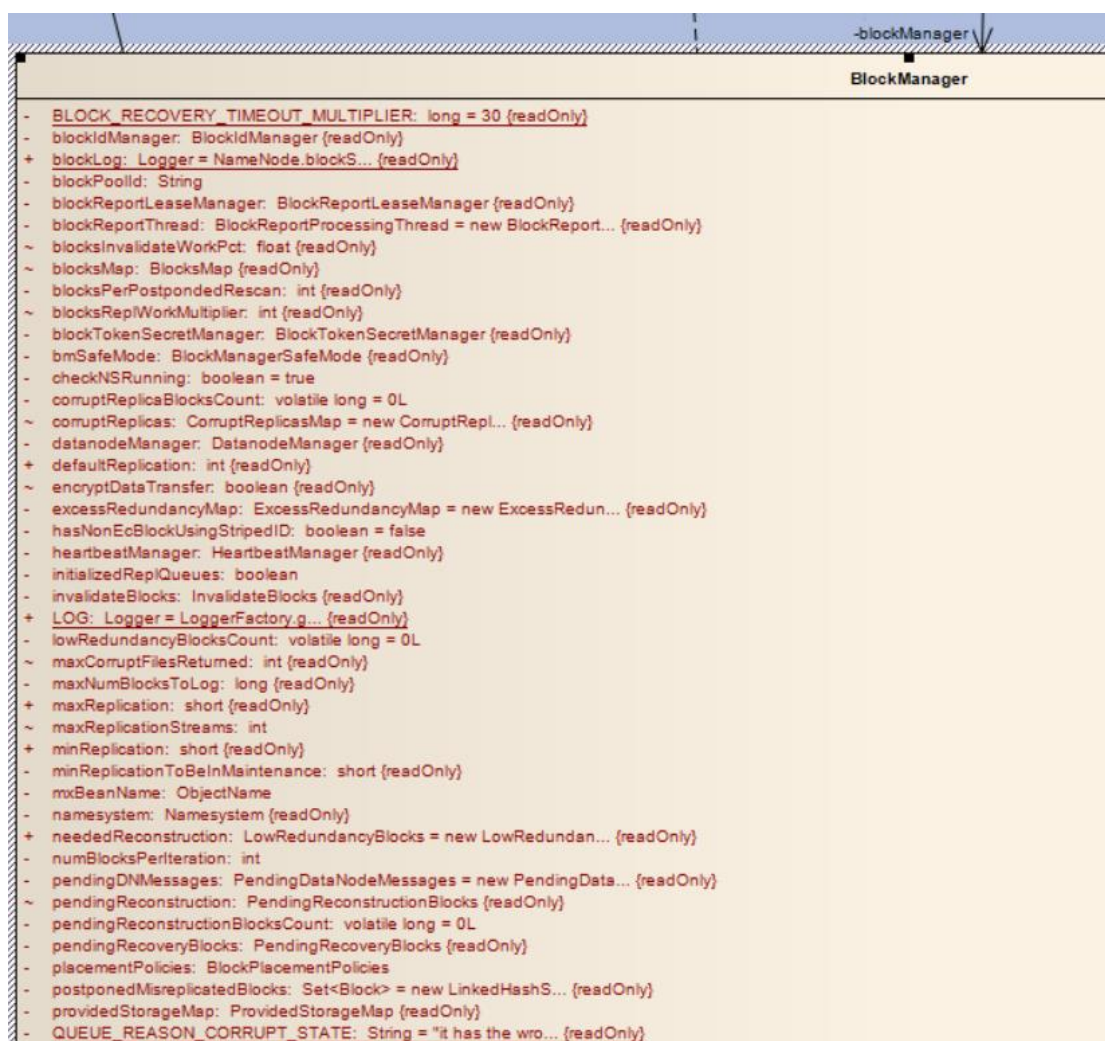 -blockManager
BlockManager
- BLOCK_RECOVERY_TIMEOUT_MULTIPLIER: long = 30 {readOnly}
- blockIdManager: BlockIdManager {readOnly}
+ blockLog: Logger = NameNode.blockS... {readOnly}
- blockPoolId: String
- blockReportLeaseManager: BlockReportLeaseManager {readOnly}
- blockReportThread: BlockReportProcessingThread = new BlockReport... {readOnly}
~ blocksInvalidateWorkPct: float {readOnly}
~ blocksMap: BlocksMap {readOnly}
- blocksPerPostpondedRescan: int {readOnly}
~ blocksReplWorkMultiplier: int {readOnly}
- blockTokenSecretManager: BlockTokenSecretManager {readOnly}
- bmSafeMode: BlockManagerSafeMode {readOnly}
- checkNSRunning: boolean = true
- corruptReplicaBlocksCount: volatile long = 0L
~ corruptReplicas: CorruptReplicasMap = new CorruptRepl... {readOnly}
- datanodeManager: DatanodeManager {readOnly}
+ defaultReplication: int {readOnly}
~ encryptDataTransfer: boolean {readOnly}
- excessRedundancyMap: ExcessRedundancyMap = new ExcessRedun... {readOnly}
- hasNonEcBlockUsingStripedID: boolean = false
- heartbeatManager: HeartbeatManager {readOnly}
- initializedReplQueues: boolean
- invalidateBlocks: InvalidateBlocks {readOnly}
+ LOG: Logger = LoggerFactory.g... {readOnly}
- lowRedundancyBlocksCount: volatile long = 0L
~ maxCorruptFilesReturned: int {readOnly}
- maxNumBlocksToLog: long {readOnly}
+ maxReplication: short {readOnly}
~ maxReplicationStreams: int
+ minReplication: short {readOnly}
- minReplicationToBeInMaintenance: short {readOnly}
- mxBeanName: ObjectName
- namesystem: Namesystem {readOnly}
+ neededReconstruction: LowRedundancyBlocks = new LowRedundan... {readOnly}
- numBlocksPerIteration: int
- pendingDNMessages: PendingDataNodeMessages = new PendingData... {readOnly}
~ pendingReconstruction: PendingReconstructionBlocks {readOnly}
- pendingReconstructionBlocksCount: volatile long = 0L
- pendingRecoveryBlocks: PendingRecoveryBlocks {readOnly}
- placementPolicies: BlockPlacementPolicies
- postponedMisreplicatedBlocks: Set<Block> = new LinkedHashS... {readOnly}
- providedStorageMap: ProvidedStorageMap {readOnly}
- QUEUE_REASON_CORRUPT_STATE: String = "it has the wro... {readOnly}